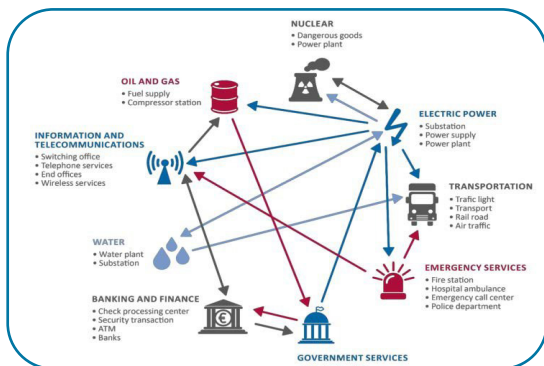 NUCLEAR
• Dangerous goods
• Power plant
OIL AND GAS
• Fuel supply
• Compressor station
ELECTRIC POWER
• Substation
• Power supply
• Power plant
INFORMATION AND
TELECOMMUNICATIONS
• Switching office
• Telephone services
• End offices
• Wireless services
TRANSPORTATION
• Trafic light
• Transport
• Rail road
• Air traffic
WATER
• Water plant
• Substation
EMERGENCY SERVICES
• Fire station
• Hospital ambulance
• Emergency call center
• Police department
BANKING AND FINANCE
• Check processing center
• Security transaction
• ATM
• Banks
€
GOVERNMENT SERVICES